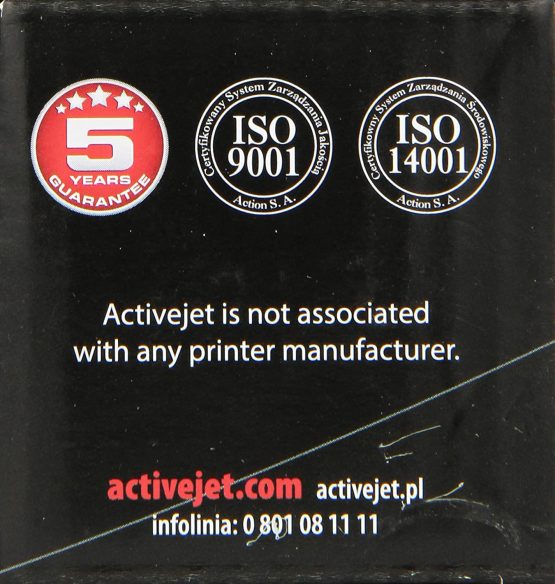 5
YEARS
GUARANTEE
Certyfikowany System Zarządzania Jakością
ISO
9001
Action S. A.
Certyfikowny System Zarządzania Środowiskowego
ISO
14001
Action S. A.
Activejet is not associated
with any printer manufacturer.
activejet.com activejet.pl
infolinia: 0 801 08 11 11